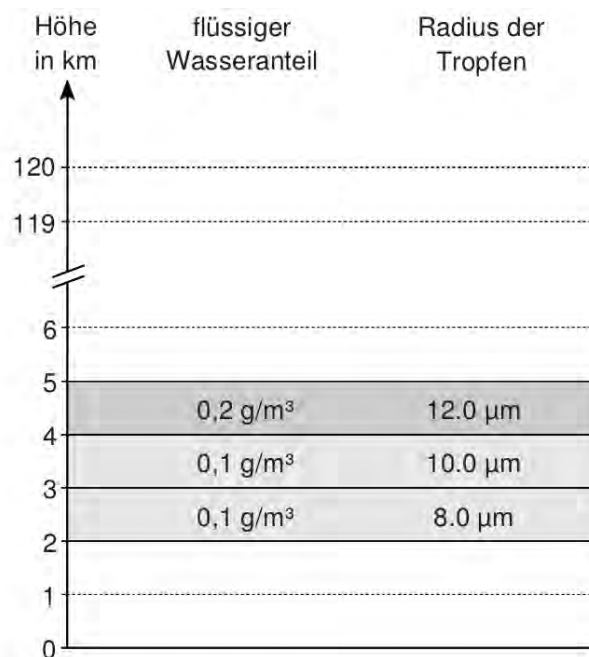 Höhe in km
flüssiger Wasseranteil
Radius der Tropfen
120
119
6
5
0,2 g/m³ 12.0 µm
4
0,1 g/m³ 10.0 µm
3
0,1 g/m³ 8.0 µm
2
1
0